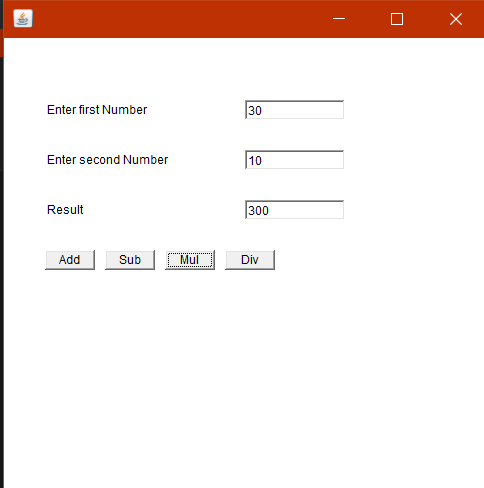 Enter first Number 30
Enter second Number 10
Result 300
Add Sub Mul Div